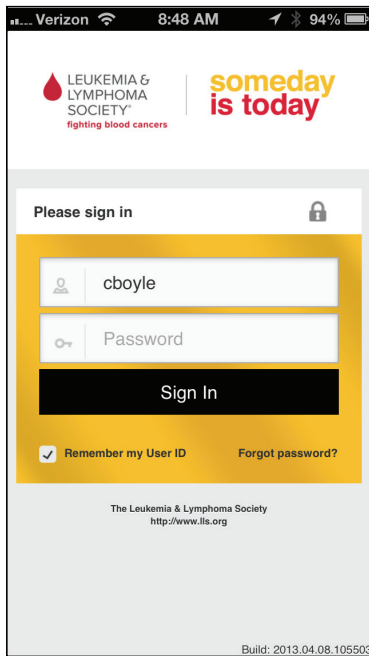 Verizon 8:48 AM 94%
LEUKEMIA &
LYMPHOMA
SOCIETY®
fighting blood cancers
someday
is today
Please sign in
cboyle
Password
Sign In
Remember my User ID Forgot password?
The Leukemia & Lymphoma Society
http://www.lls.org
Build: 2013.04.08.105503